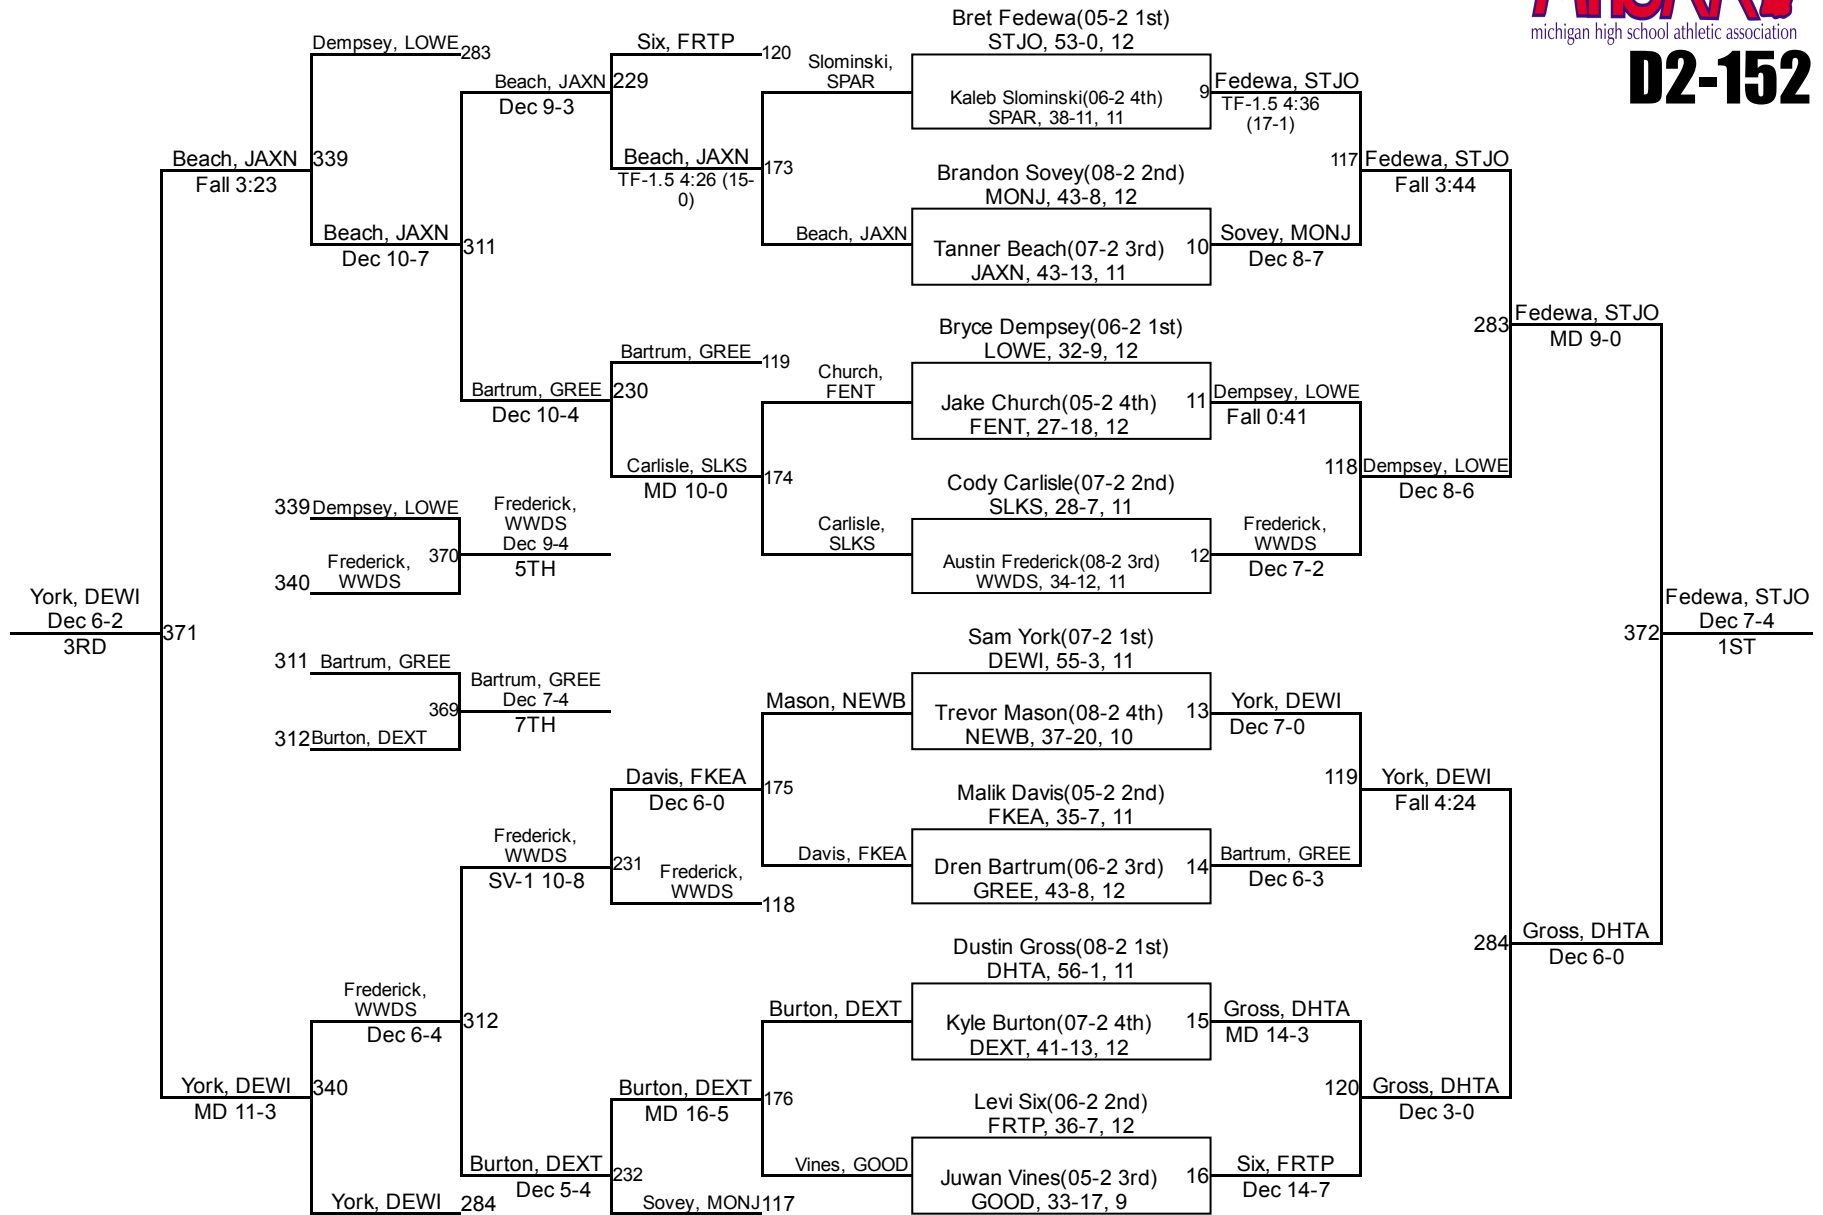 michigan high school athletic association
D2-152
Dempsey, LOWE
283
Beach, JAXN
Dec 9-3
Six, FRTP
120
229
Beach, JAXN
TF-1.5 4:26 (15-
0)
173
Beach, JAXN
Fall 3:23
339
Beach, JAXN
Dec 10-7
311
Bartrum, GREE
119
Bartrum, GREE
Dec 10-4
230
Carlisle, SLKS
MD 10-0
174
Slominski,
SPAR
Beach, JAXN
Church,
FENT
Carlisle,
SLKS
Bret Fedewa(05-2 1st)
STJO, 53-0, 12
Kaleb Slominski(06-2 4th)
SPAR, 38-11, 11
9
Fedewa, STJO
TF-1.5 4:36
(17-1)
Brandon Sovey(08-2 2nd)
MONJ, 43-8, 12
Tanner Beach(07-2 3rd)
JAXN, 43-13, 11
10
Sovey, MONJ
Dec 8-7
117
Fedewa, STJO
Fall 3:44
Bryce Dempsey(06-2 1st)
LOWE, 32-9, 12
Jake Church(05-2 4th)
FENT, 27-18, 12
11
Dempsey, LOWE
Fall 0:41
Cody Carlisle(07-2 2nd)
SLKS, 28-7, 11
Austin Frederick(08-2 3rd)
WWDS, 34-12, 11
12
Frederick,
WWDS
Dec 7-2
118
Dempsey, LOWE
Dec 8-6
283
Fedewa, STJO
MD 9-0
339
Dempsey, LOWE
Frederick,
WWDS
340
370
Frederick,
WWDS
Dec 9-4
5TH
York, DEWI
Dec 6-2
3RD
371
311
Bartrum, GREE
312
Burton, DEXT
369
Bartrum, GREE
Dec 7-4
7TH
372
Fedewa, STJO
Dec 7-4
1ST
Mason, NEWB
Davis, FKEA
Sam York(07-2 1st)
DEWI, 55-3, 11
Trevor Mason(08-2 4th)
NEWB, 37-20, 10
13
York, DEWI
Dec 7-0
Malik Davis(05-2 2nd)
FKEA, 35-7, 11
Dren Bartrum(06-2 3rd)
GREE, 43-8, 12
14
Bartrum, GREE
Dec 6-3
119
York, DEWI
Fall 4:24
Davis, FKEA
Dec 6-0
175
Frederick,
WWDS
SV-1 10-8
231
Frederick,
WWDS
118
Frederick,
WWDS
Dec 6-4
312
York, DEWI
MD 11-3
340
York, DEWI
284
Burton, DEXT
Dec 5-4
232
Burton, DEXT
MD 16-5
176
Sovey, MONJ
117
Burton, DEXT
Vines, GOOD
Dustin Gross(08-2 1st)
DHTA, 56-1, 11
Kyle Burton(07-2 4th)
DEXT, 41-13, 12
15
Gross, DHTA
MD 14-3
Levi Six(06-2 2nd)
FRTP, 36-7, 12
Juwan Vines(05-2 3rd)
GOOD, 33-17, 9
16
Six, FRTP
Dec 14-7
120
Gross, DHTA
Dec 3-0
284
Gross, DHTA
Dec 6-0